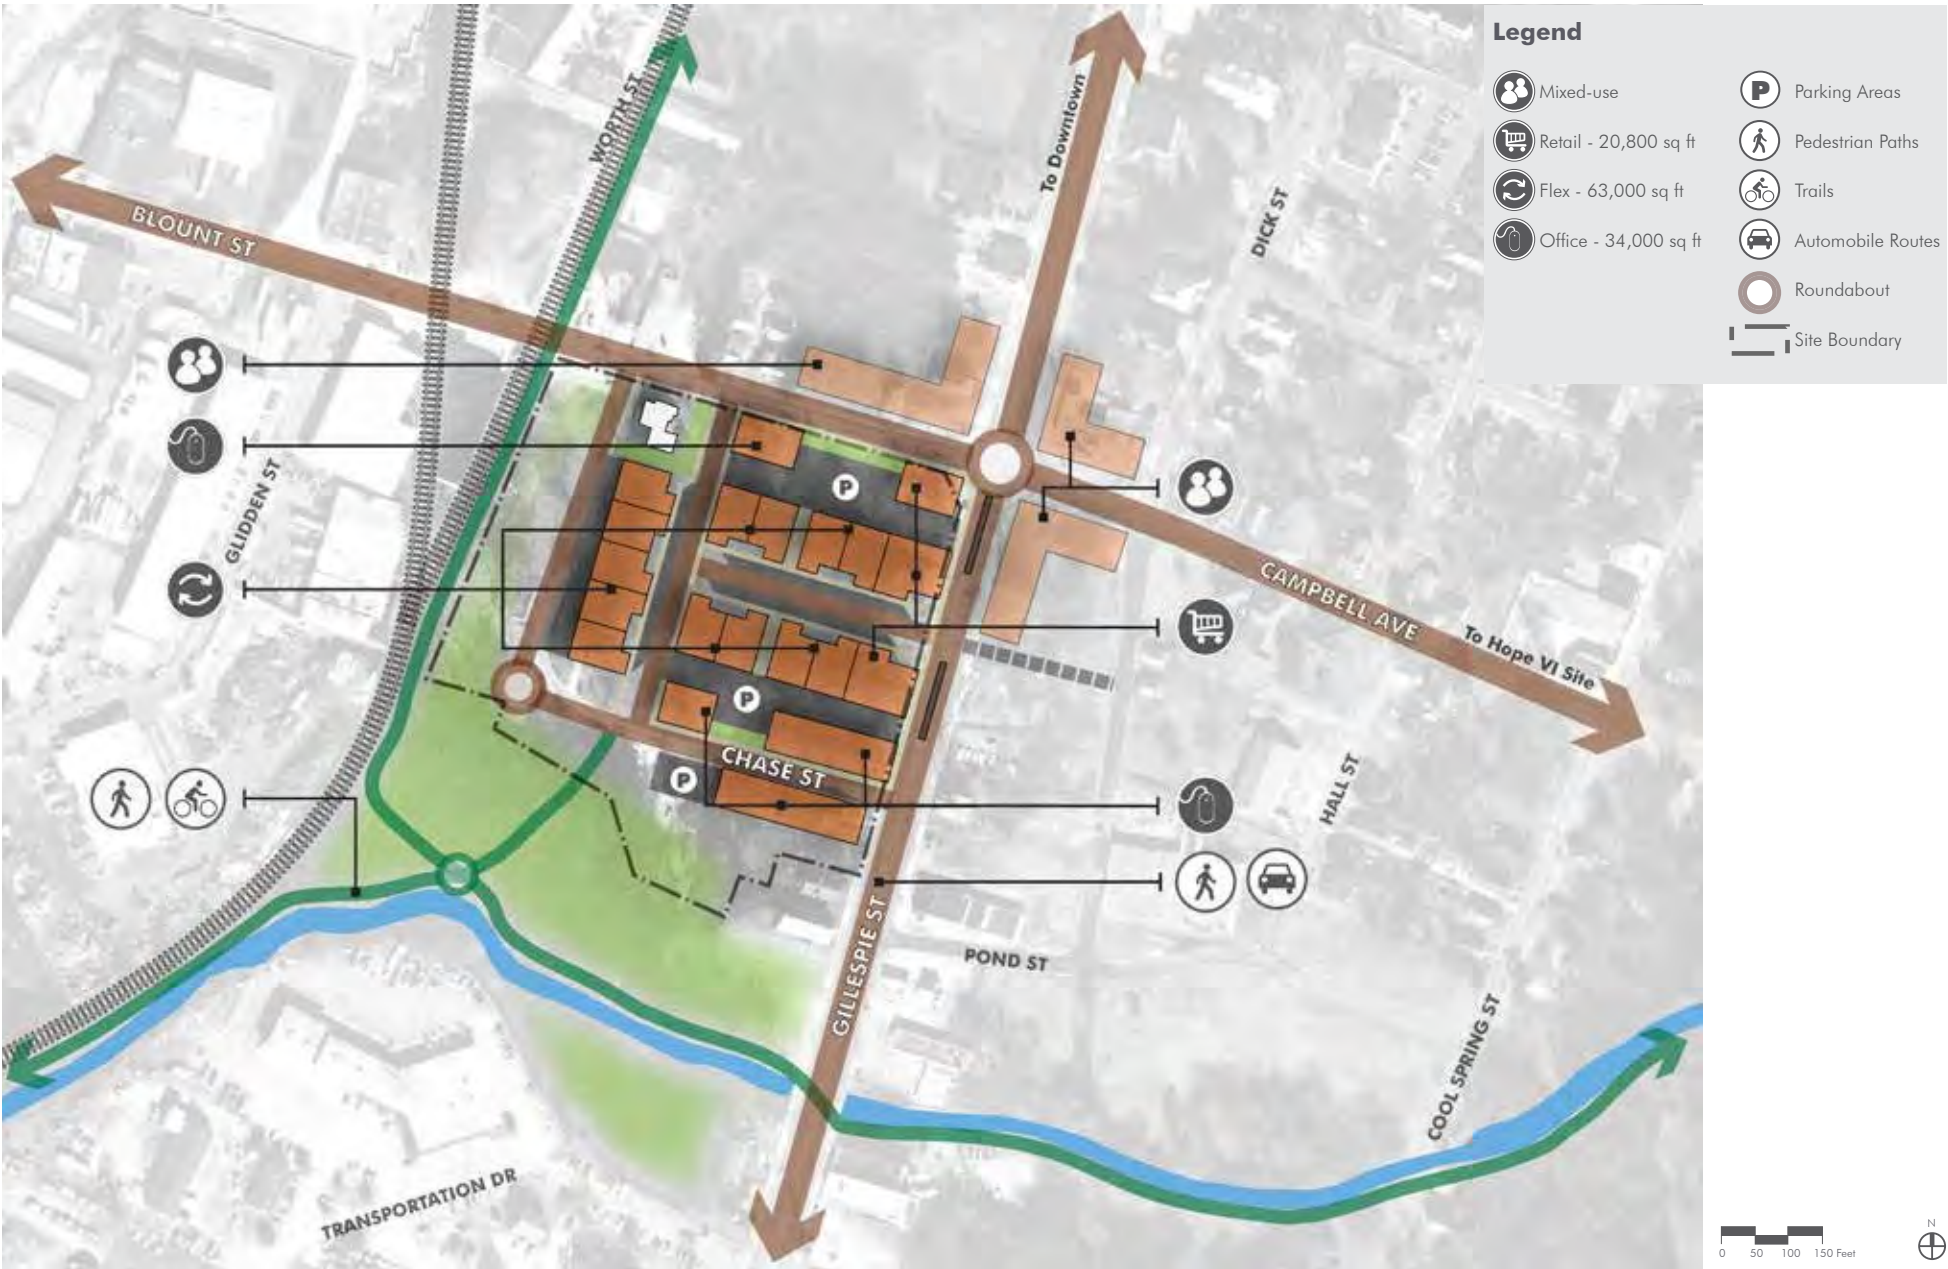 Legend
Mixed-use
Retail - 20,800 sq ft
Flex - 63,000 sq ft
Office - 34,000 sq ft
P Parking Areas
Pedestrian Paths
Trails
Automobile Routes
Roundabout
Site Boundary
WORTH ST
To Downtown
DICK ST
BLOUNT ST
GLIDDEN ST
P
CAMPBELL AVE
To Hope VI Site
P
CHASE ST
P
HALL ST
GILLESPIE ST
POND ST
COOL SPRING ST
TRANSPORTATION DR
N
0 50 100 150 Feet